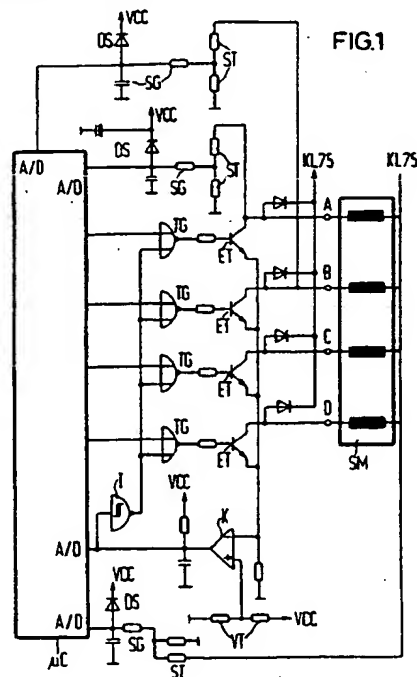 FIG.1
VCC
DS
SG
ST
VCC
DS
SG
ST
KL75
KL75
A/D
A/D
TG
ET
A
TG
ET
B
TG
ET
C
TG
ET
D
SM
I
VCC
K
A/D
VCC
DS
A/D
SG
ST
VT
VCC
µC